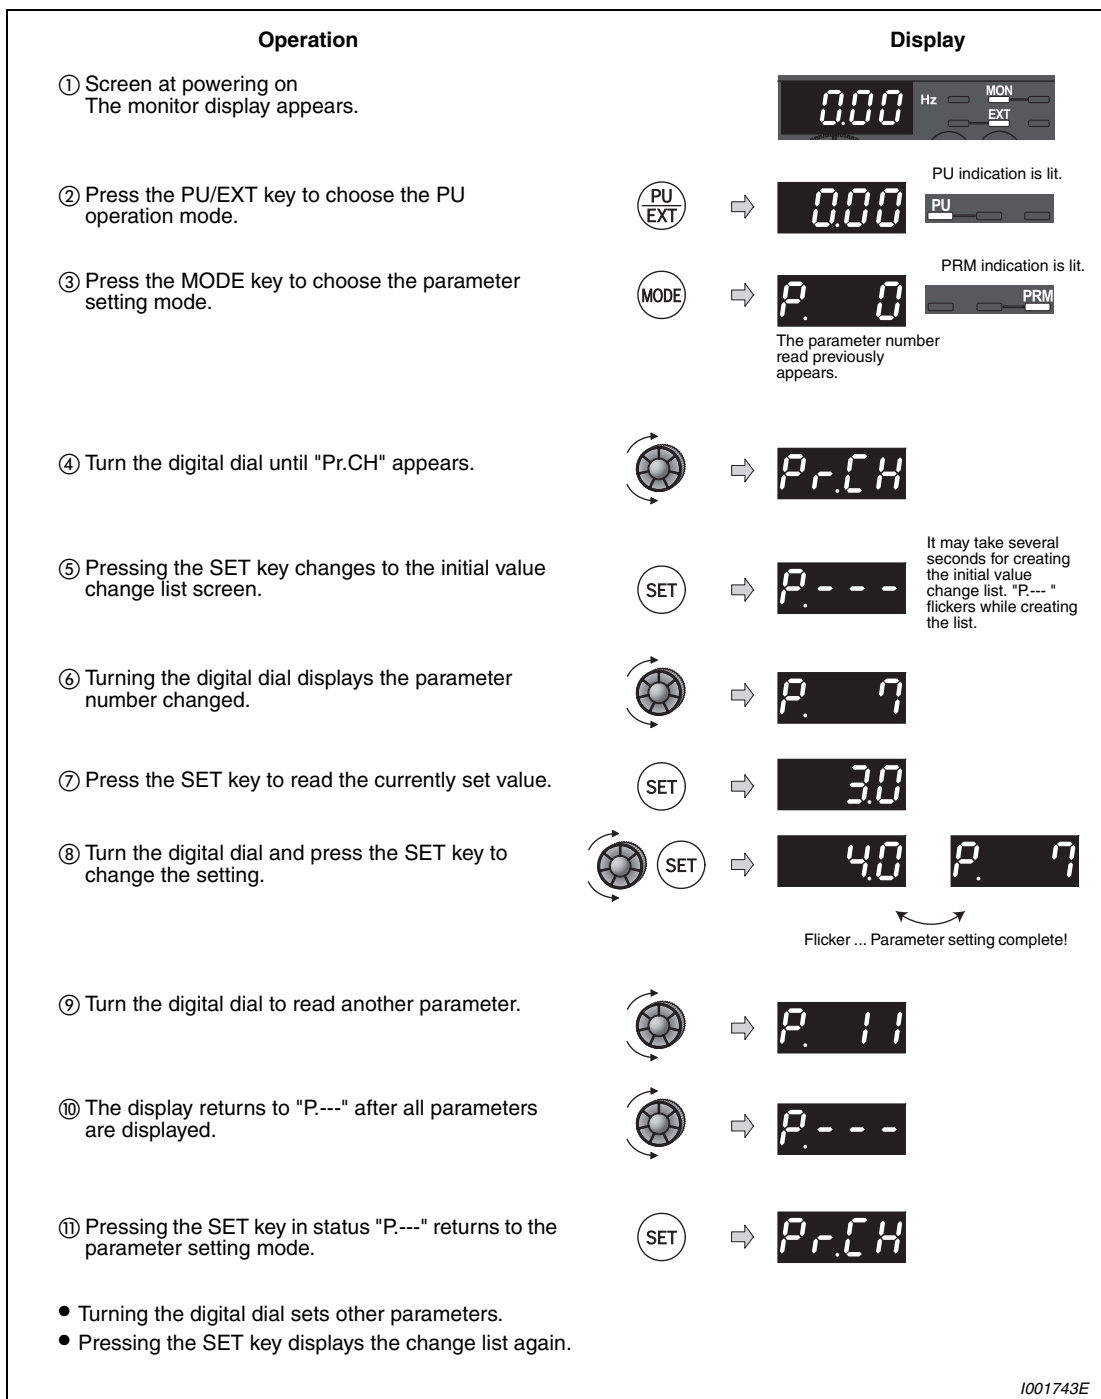 Operation
Display
① Screen at powering on
The monitor display appears.
0.00 Hz MON
EXT
② Press the PU/EXT key to choose the PU
operation mode.
PU
EXT
0.00
PU indication is lit.
PU
③ Press the MODE key to choose the parameter
setting mode.
MODE
P. 0
PRM indication is lit.
PRM
The parameter number
read previously
appears.
④ Turn the digital dial until "Pr.CH" appears.
Pr.CH
⑤ Pressing the SET key changes to the initial value
change list screen.
SET
P.---
It may take several
seconds for creating
the initial value
change list. "P.--- "
flickers while creating
the list.
⑥ Turning the digital dial displays the parameter
number changed.
P. 7
⑦ Press the SET key to read the currently set value.
SET
3.0
⑧ Turn the digital dial and press the SET key to
change the setting.
SET
4.0
P. 7
Flicker ... Parameter setting complete!
⑨ Turn the digital dial to read another parameter.
P. 11
⑩ The display returns to "P.---" after all parameters
are displayed.
P.---
⑪ Pressing the SET key in status "P.---" returns to the
parameter setting mode.
SET
Pr.CH
● Turning the digital dial sets other parameters.
● Pressing the SET key displays the change list again.
I001743E